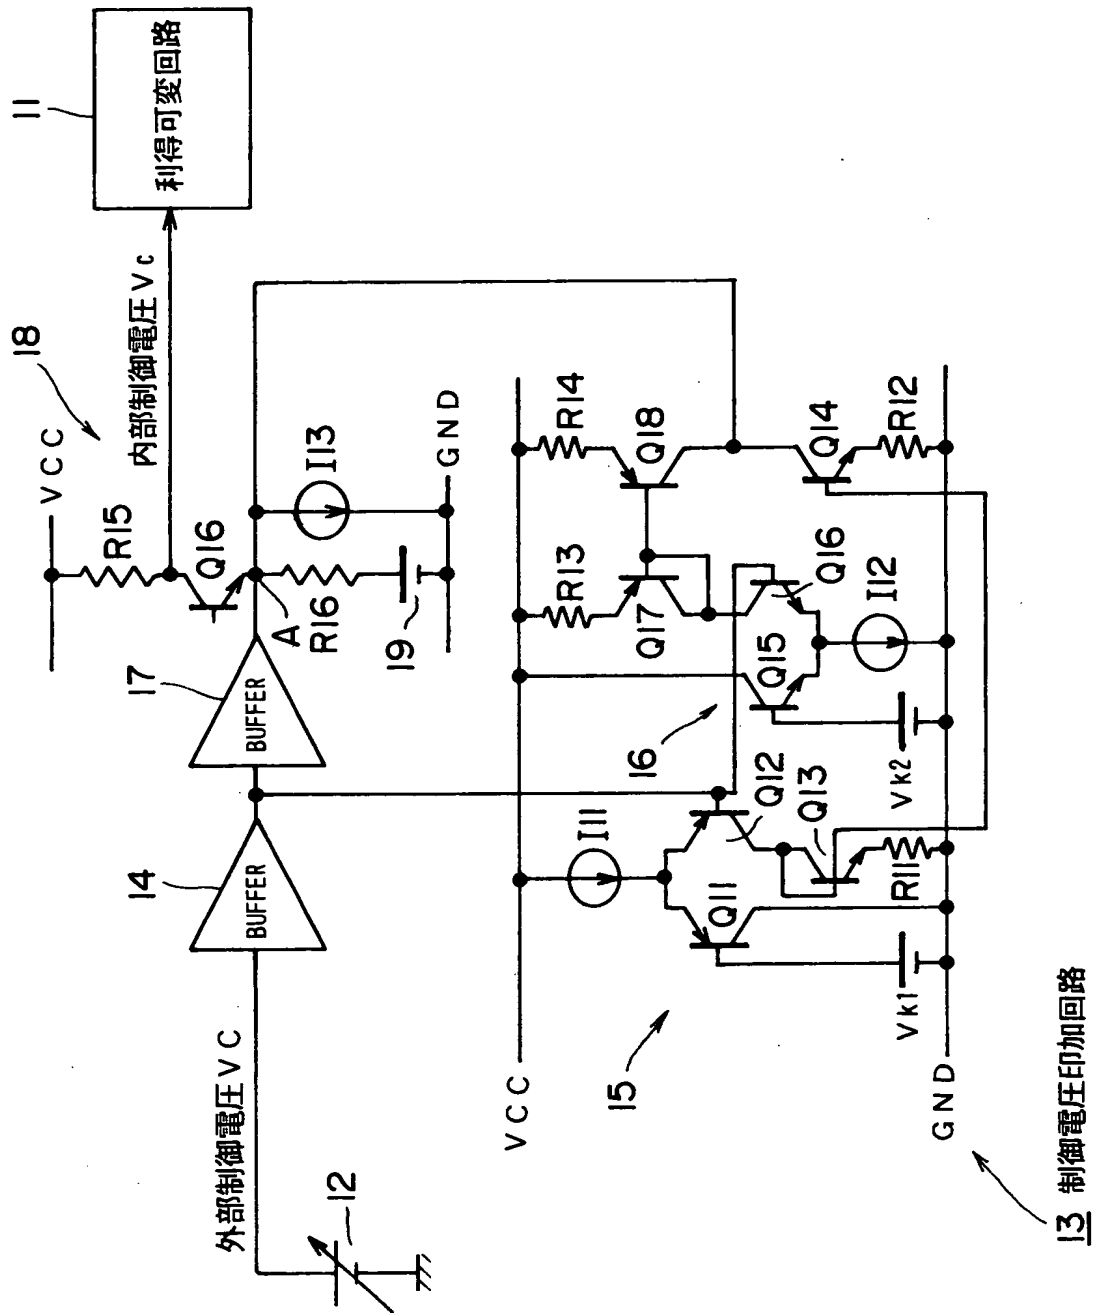 11
利得可変回路
18
内部制御電圧Vc
VCC
R15
Q16
I13
GND
A
R16
19
17
BUFFER
14
BUFFER
外部制御電圧VC
12
R14
Q18
Q14
R12
R13
Q17
Q16
I12
Q15
16
Vk2
Q12
Q13
I11
R11
Q11
Vk1
15
VCC
GND
13 制御電圧印加回路